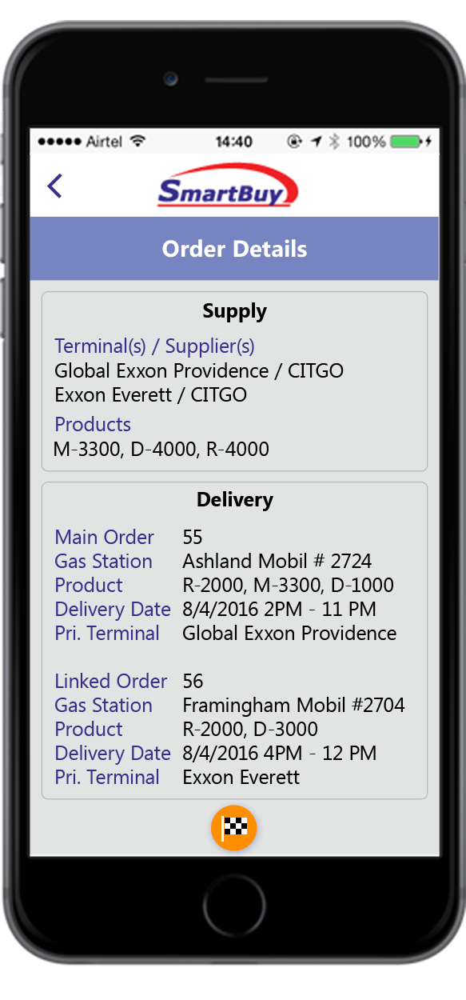 Airtel 14:40 100%
SmartBuy
Order Details
Supply
Terminal(s) / Supplier(s)
Global Exxon Providence / CITGO
Exxon Everett / CITGO
Products
M-3300, D-4000, R-4000
Delivery
Main Order 55
Gas Station Ashland Mobil # 2724
Product R-2000, M-3300, D-1000
Delivery Date 8/4/2016 2PM - 11 PM
Pri. Terminal Global Exxon Providence
Linked Order 56
Gas Station Framingham Mobil #2704
Product R-2000, D-3000
Delivery Date 8/4/2016 4PM - 12 PM
Pri. Terminal Exxon Everett